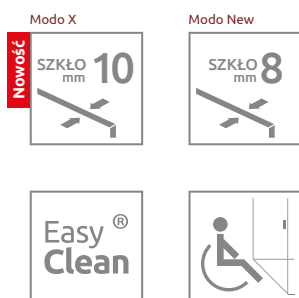 Modo X
Modo New
Nowość
SZKŁO
mm 10
SZKŁO
mm 8
Easy ®
Clean